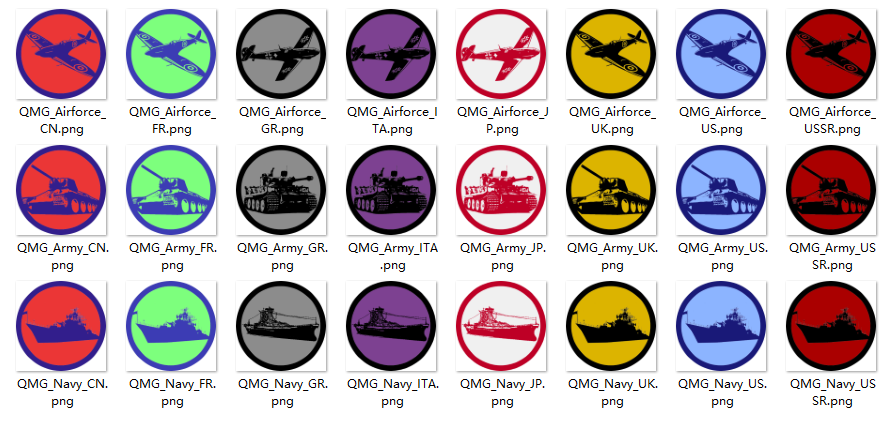 QMG_Airforce_CN.png
QMG_Airforce_FR.png
QMG_Airforce_GR.png
QMG_Airforce_ITA.png
QMG_Airforce_JP.png
QMG_Airforce_UK.png
QMG_Airforce_US.png
QMG_Airforce_USSR.png
QMG_Army_CN.png
QMG_Army_FR.png
QMG_Army_GR.png
QMG_Army_ITA.png
QMG_Army_JP.png
QMG_Army_UK.png
QMG_Army_US.png
QMG_Army_USSR.png
QMG_Navy_CN.png
QMG_Navy_FR.png
QMG_Navy_GR.png
QMG_Navy_ITA.png
QMG_Navy_JP.png
QMG_Navy_UK.png
QMG_Navy_US.png
QMG_Navy_USSR.png